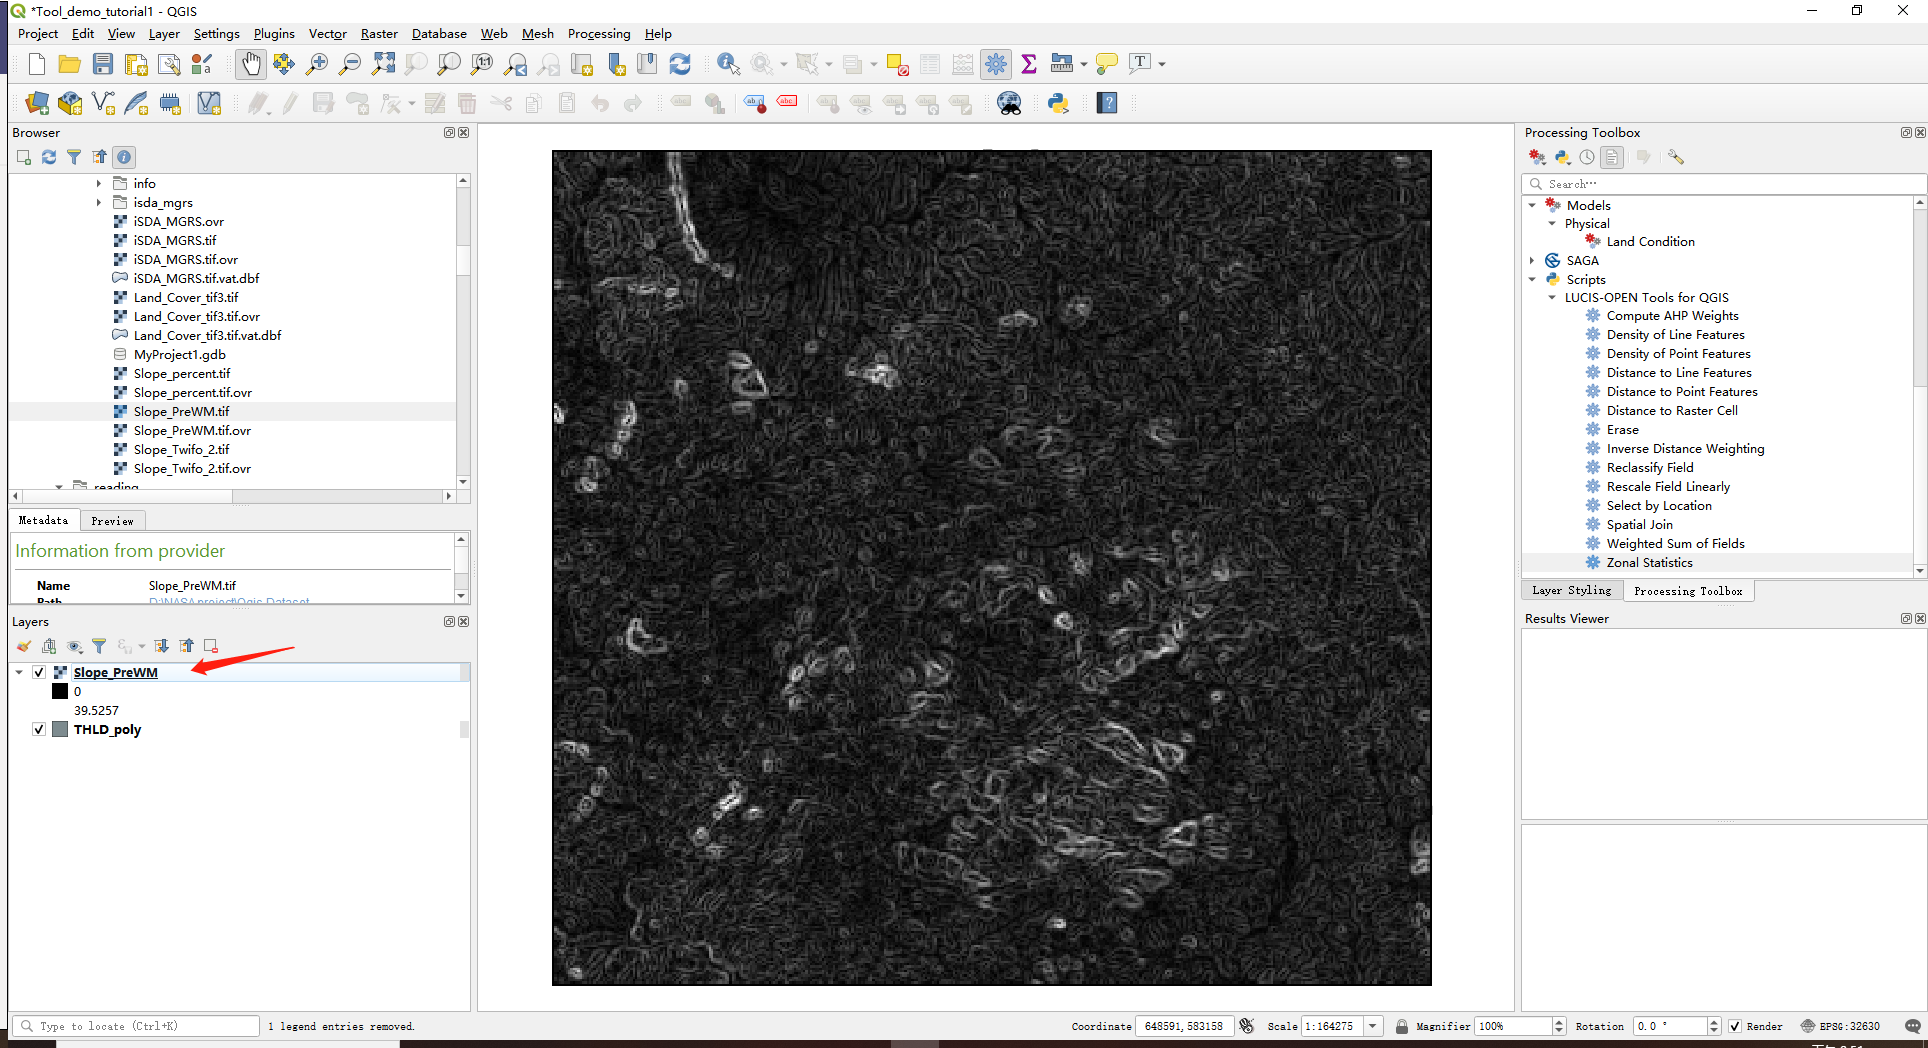 *Tool_demo_tutorial1 - QGIS
Project Edit View Layer Settings Plugins Vector Raster Database Web Mesh Processing Help
Browser
info
isda_mgrs
iSDA_MGRS.ovr
iSDA_MGRS.tif
iSDA_MGRS.tif.ovr
iSDA_MGRS.tif.vat.dbf
Land_Cover_tif3.tif
Land_Cover_tif3.tif.ovr
Land_Cover_tif3.tif.vat.dbf
MyProject1.gdb
Slope_percent.tif
Slope_percent.tif.ovr
Slope_PreWM.tif
Slope_PreWM.tif.ovr
Slope_Twifo_2.tif
Slope_Twifo_2.tif.ovr
reading
Metadata Preview
Information from provider
Name Slope_PreWM.tif
Path D:\NASA project\Qgis Dataset
Layers
Slope_PreWM
0
39.5257
THLD_poly
Processing Toolbox
Search…
Models
Physical
Land Condition
SAGA
Scripts
LUCIS-OPEN Tools for QGIS
Compute AHP Weights
Density of Line Features
Density of Point Features
Distance to Line Features
Distance to Point Features
Distance to Raster Cell
Erase
Inverse Distance Weighting
Reclassify Field
Rescale Field Linearly
Select by Location
Spatial Join
Weighted Sum of Fields
Zonal Statistics
Layer Styling Processing Toolbox
Results Viewer
Type to locate (Ctrl+K) 1 legend entries removed. Coordinate 648591,583158 Scale 1:164275 Magnifier 100% Rotation 0.0 ° Render EPSG:32630